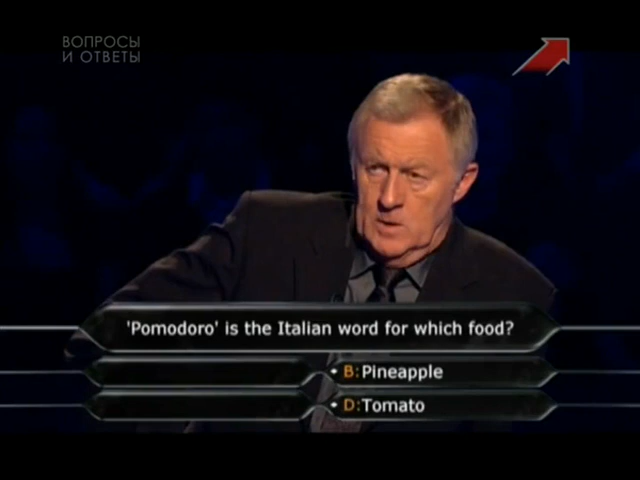 ВОПРОСЫ
И ОТВЕТЫ
'Pomodoro' is the Italian word for which food?
B: Pineapple
D: Tomato